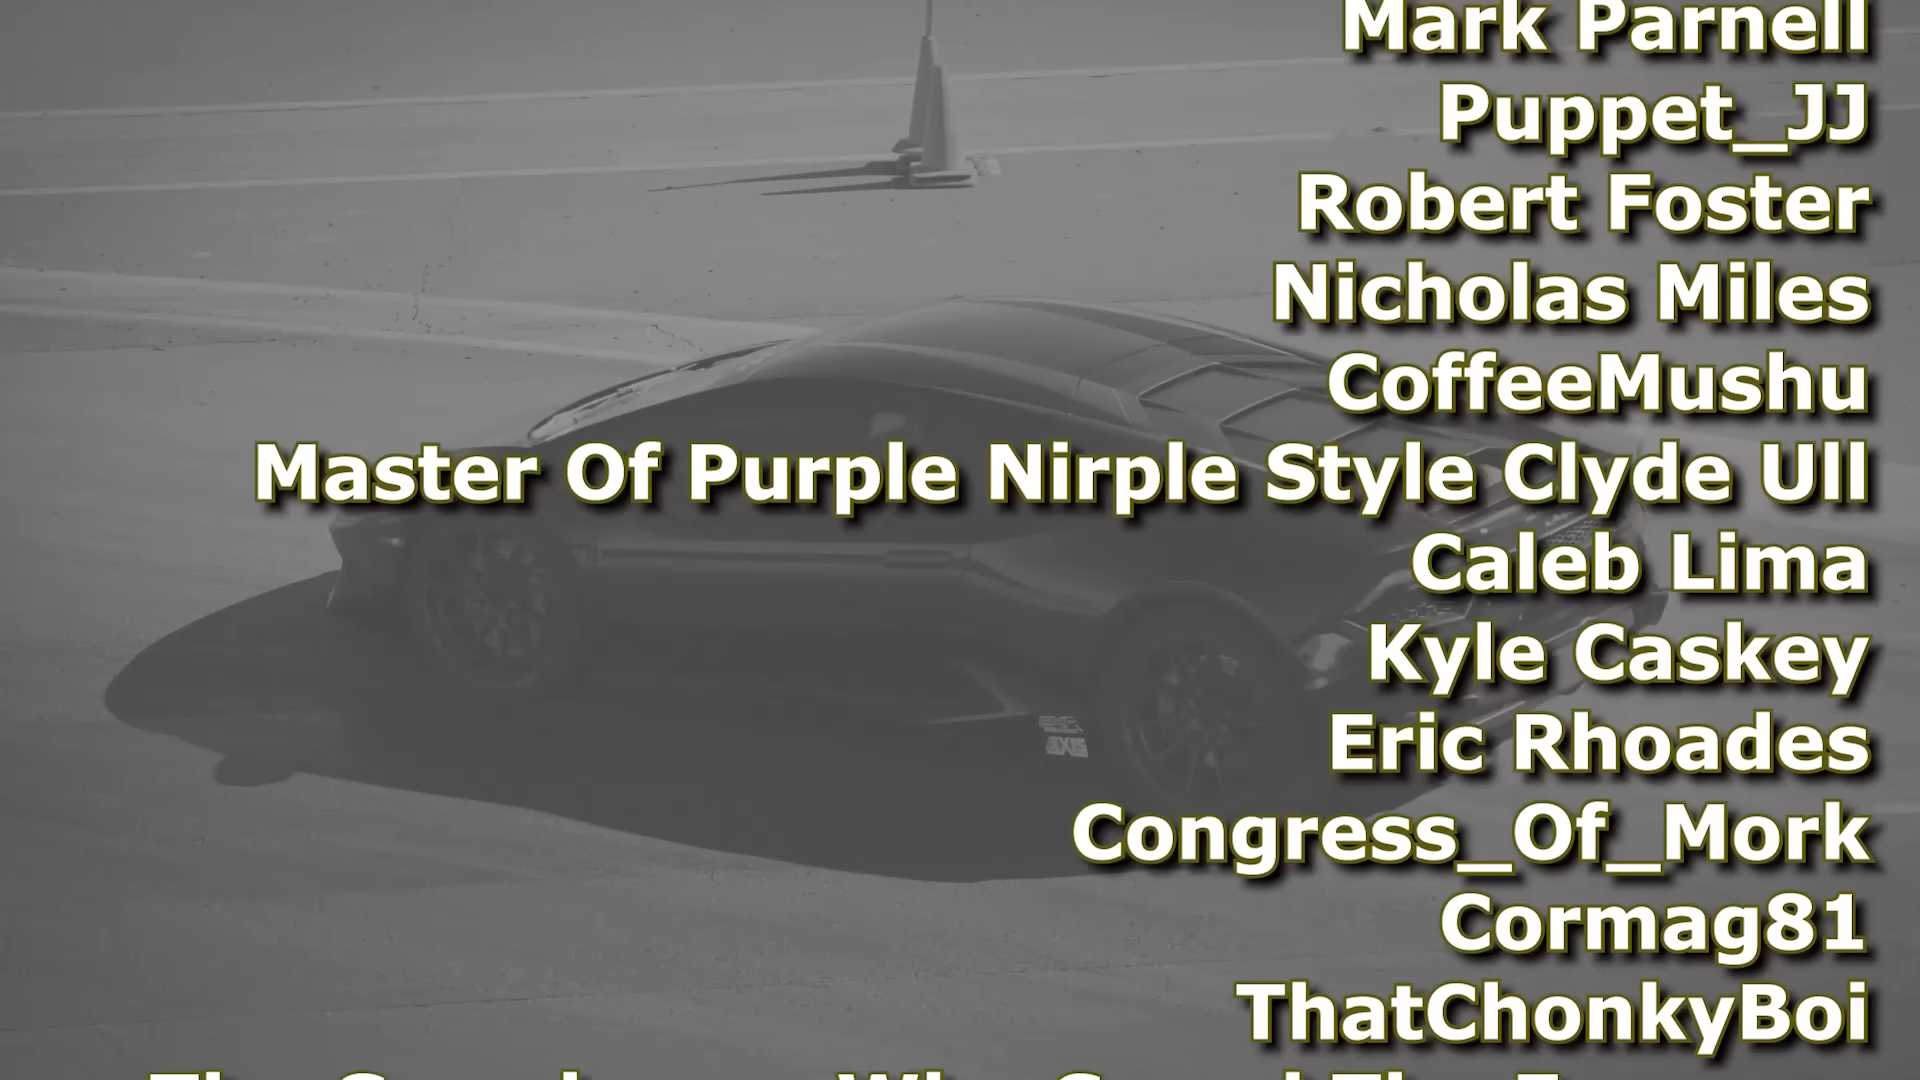 Mark Parnell
Puppet_JJ
Robert Foster
Nicholas Miles
CoffeeMushu
Master Of Purple Nirple Style Clyde Ull
Caleb Lima
Kyle Caskey
Eric Rhoades
Congress_Of_Mork
Cormag81
ThatChonkyBoi